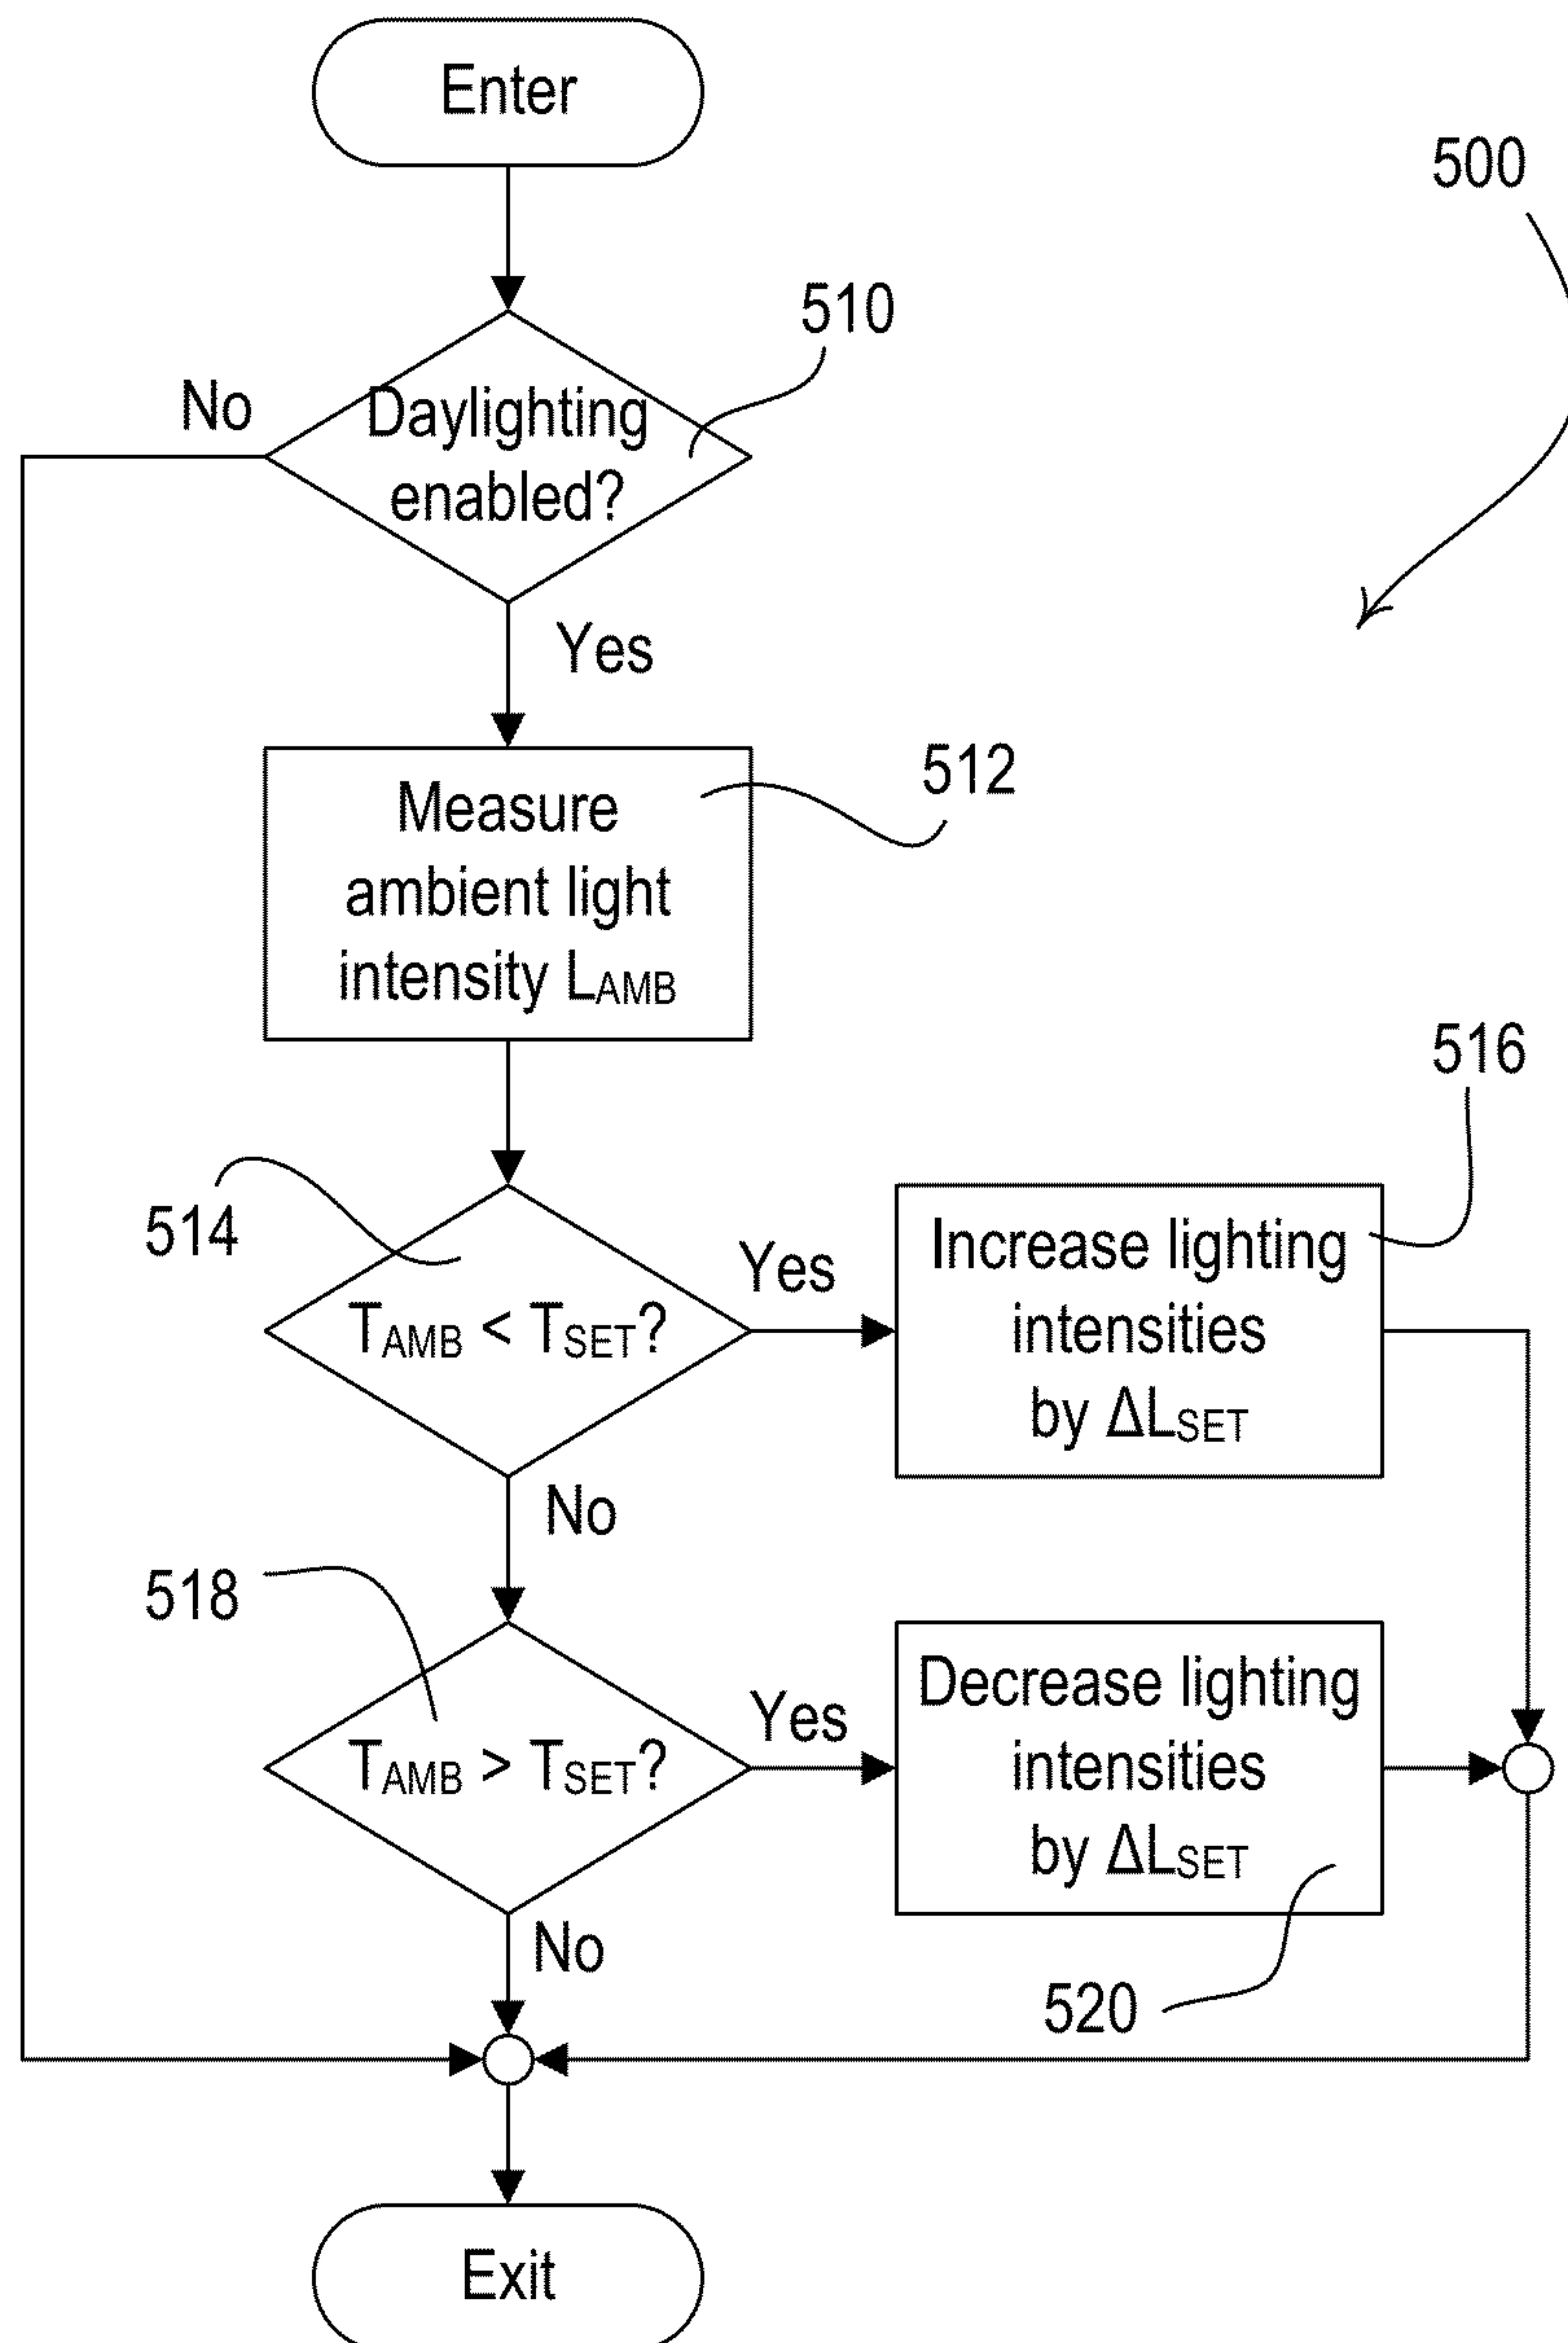 Enter
500
510
No
Daylighting
enabled?
Yes
512
Measure
ambient light
intensity LAMB
516
514
Yes
Increase lighting
intensities
by ΔLSET
TAMB < TSET?
No
518
Yes
Decrease lighting
intensities
by ΔLSET
TAMB > TSET?
No
520
Exit